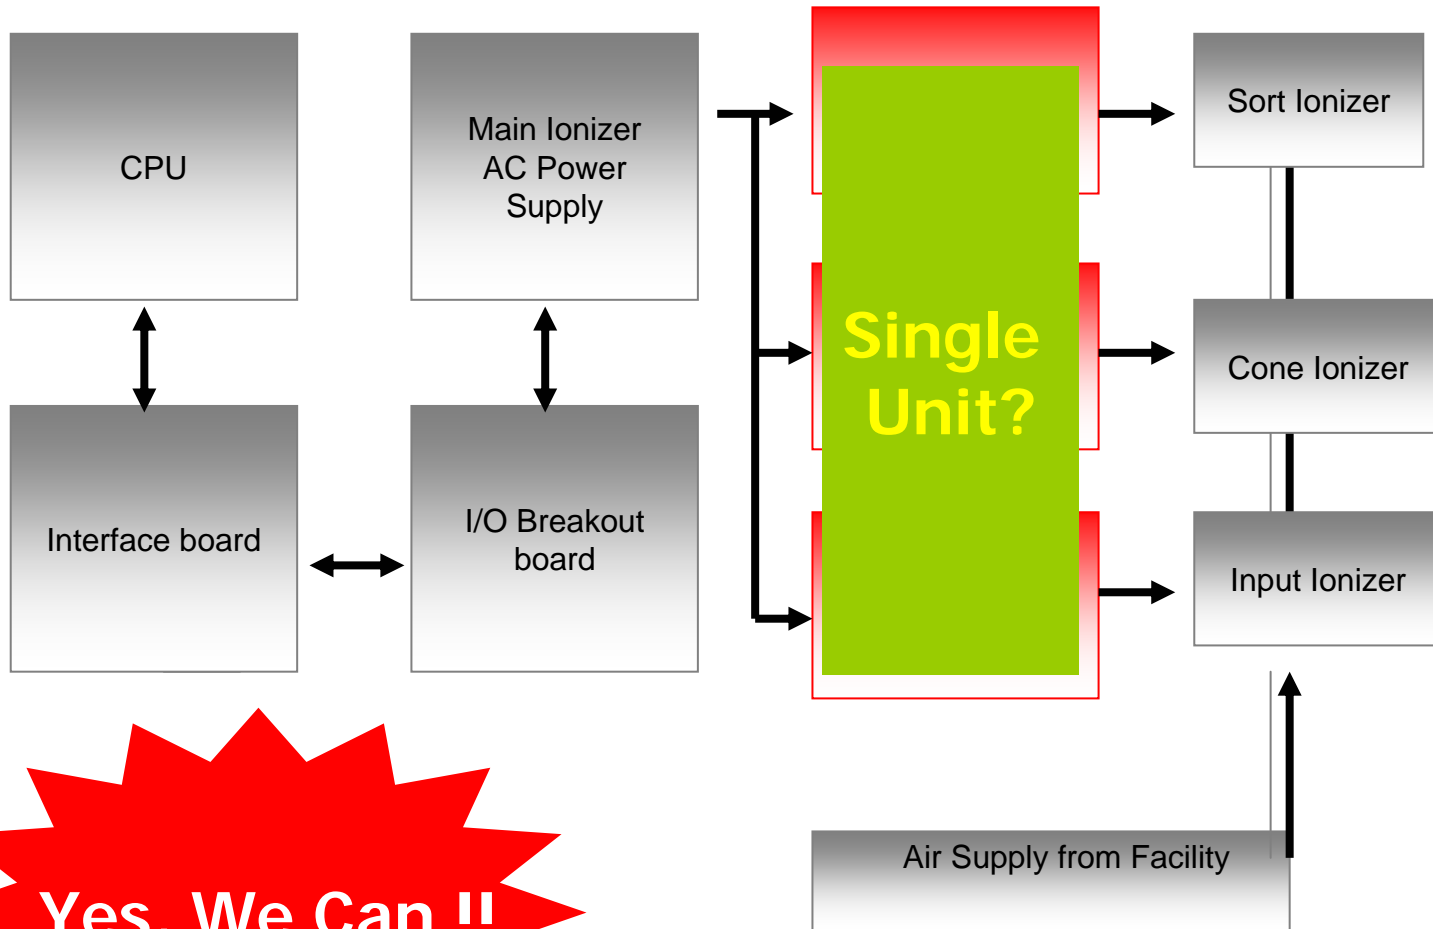 CPU
Main Ionizer
AC Power
Supply
Sort Ionizer
Single
Unit?
Cone Ionizer
Interface board
I/O Breakout
board
Input Ionizer
Air Supply from Facility
Yes, We Can !!